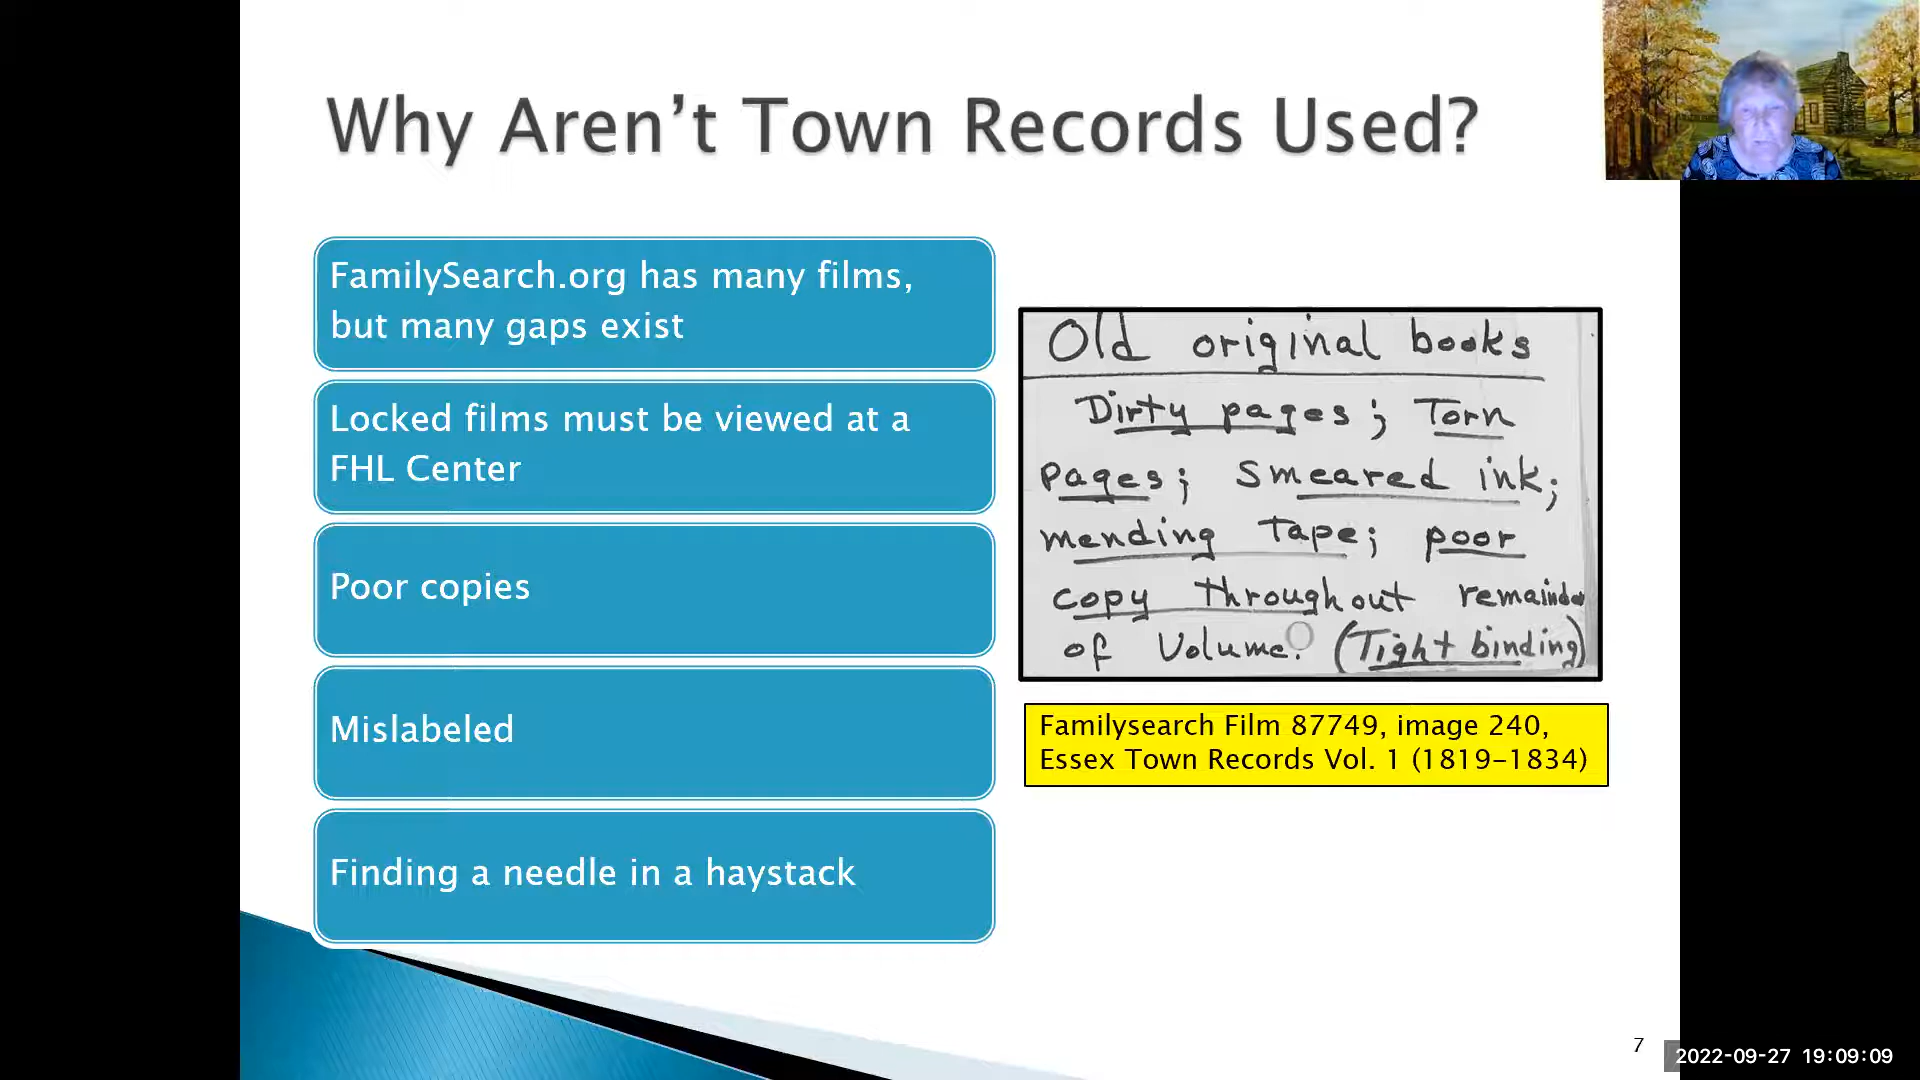 Why Aren’t Town Records Used?
FamilySearch.org has many films,
but many gaps exist
Locked films must be viewed at a
FHL Center
Poor copies
Mislabeled
Finding a needle in a haystack
Old original books
Dirty pages; Torn
pages; smeared ink;
mending tape; poor
copy throughout remainder
of Volume. (Tight binding)
Familysearch Film 87749, image 240,
Essex Town Records Vol. 1 (1819-1834)
7
2022-09-27 19:09:09